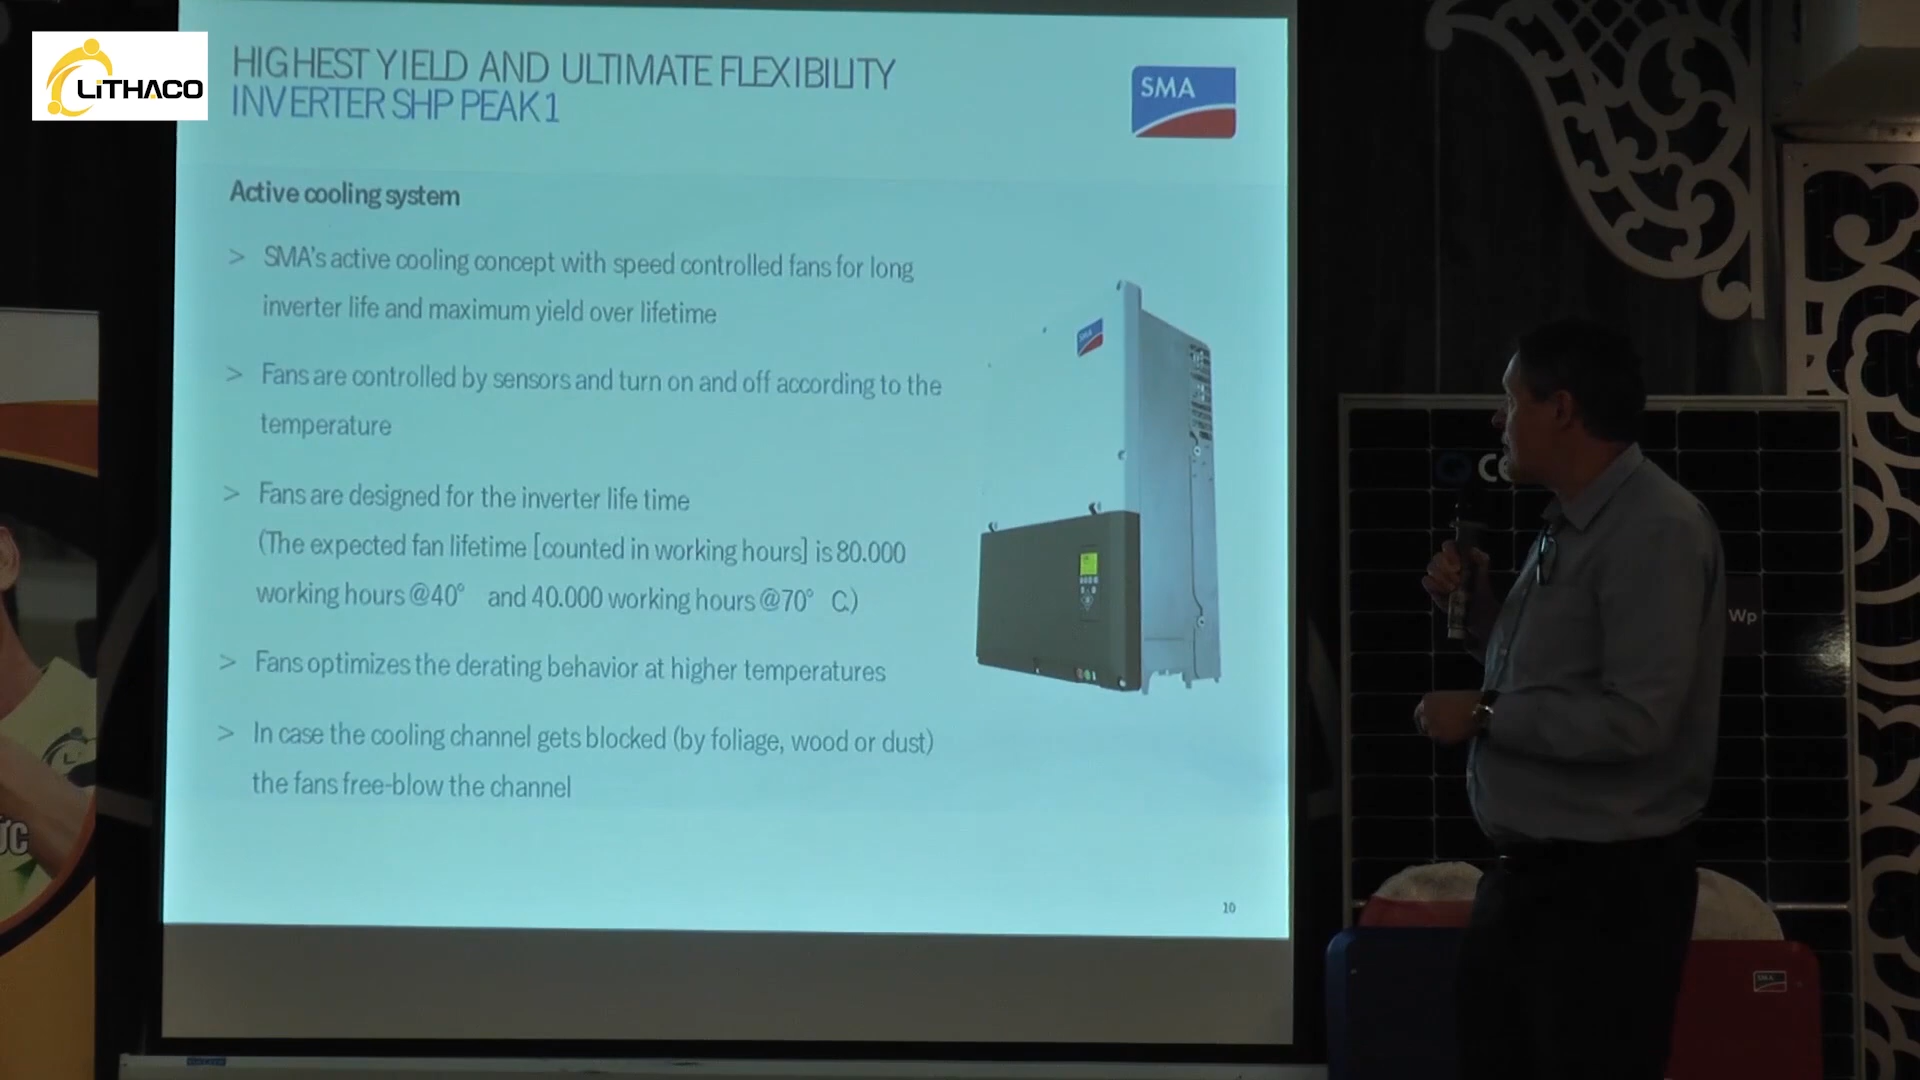 LiTHACO
HIGHEST YIELD AND ULTIMATE FLEXIBILITY
INVERTER SHP PEAK 1
SMA
Active cooling system
> SMA's active cooling concept with speed controlled fans for long
inverter life and maximum yield over lifetime
SMA
> Fans are controlled by sensors and turn on and off according to the
temperature
> Fans are designed for the inverter life time
(The expected fan lifetime [counted in working hours] is 80.000
working hours @40° and 40.000 working hours @70° C.)
> Fans optimizes the derating behavior at higher temperatures
> In case the cooling channel gets blocked (by foliage, wood or dust)
the fans free-blow the channel
10
Wp
SMA